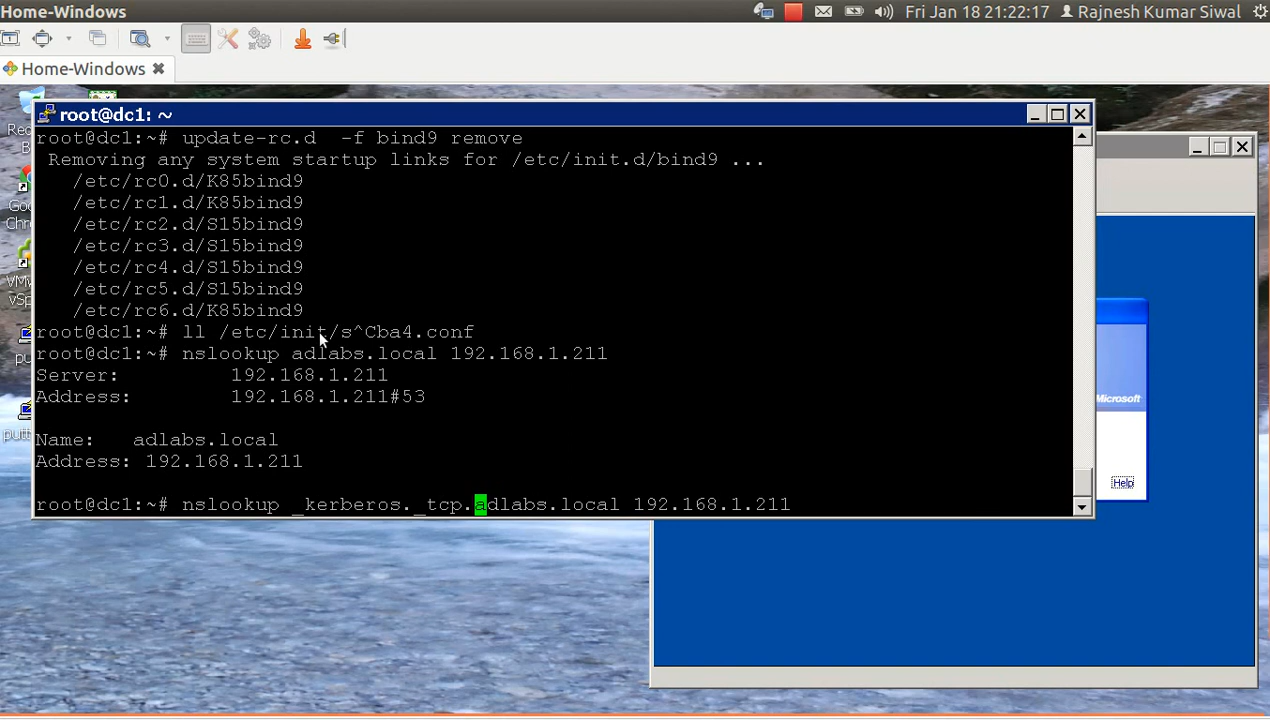 Home-Windows
Fri Jan 18 21:22:17 Rajnesh Kumar Siwal
Home-Windows
root@dc1: ~
root@dc1:~# update-rc.d  -f bind9 remove
Removing any system startup links for /etc/init.d/bind9 ...
/etc/rc0.d/K85bind9
/etc/rc1.d/K85bind9
/etc/rc2.d/S15bind9
/etc/rc3.d/S15bind9
/etc/rc4.d/S15bind9
/etc/rc5.d/S15bind9
/etc/rc6.d/K85bind9
root@dc1:~# ll /etc/init/s^Cba4.conf
root@dc1:~# nslookup adlabs.local 192.168.1.211
Server: 192.168.1.211
Address: 192.168.1.211#53
Name: adlabs.local
Address: 192.168.1.211
root@dc1:~# nslookup _kerberos._tcp.adlabs.local 192.168.1.211
Microsoft
Help